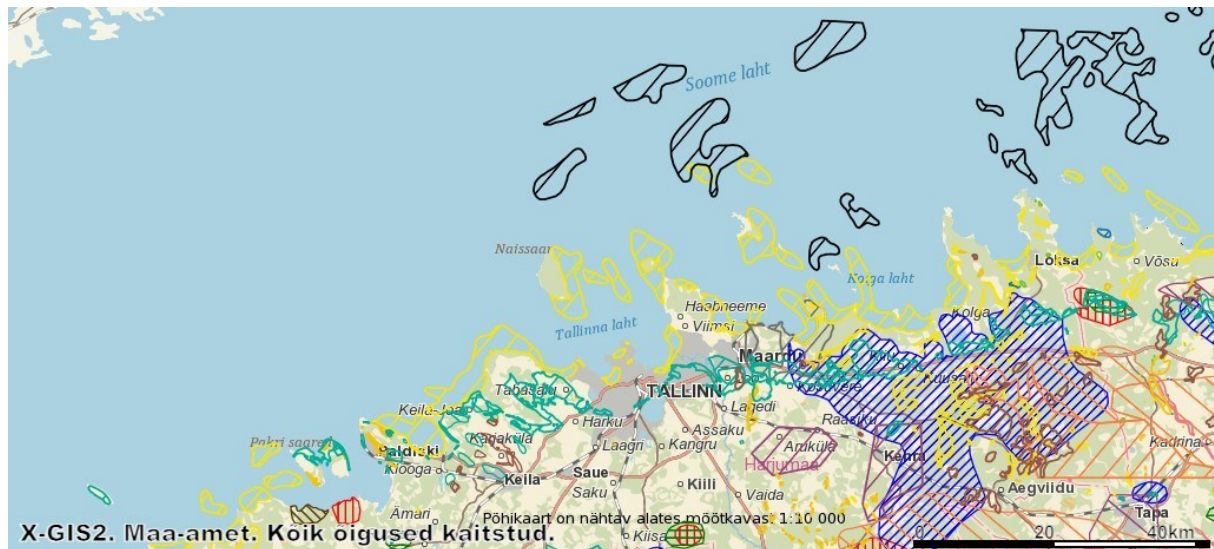 Soome laht
Naissaar
Kolga laht
Loksa
Võsu
Haabneeme
Viimsi
Kolga
Tallinna laht
Maardu
Kiiu
Loo
Kostivere
Kuusalu
Tabasalu
TALLINN
Keila-Joa
Lagedi
Raasiku
Harku
Assaku
Aruküla
Kadrina
Pakri saared
Karjaküla
Laagri
Kangru
Kehra
Paldiski
Harjumaa
Klooga
Saue
Keila
Saku
Kiili
Vaida
Aegviidu
Tapa
Ämari
Põhikaart on nähtav alates mõõtkavast 1:10 000
X-GIS2. Maa-amet. Kõik õigused kaitstud.
Kiisa
0 20 40km